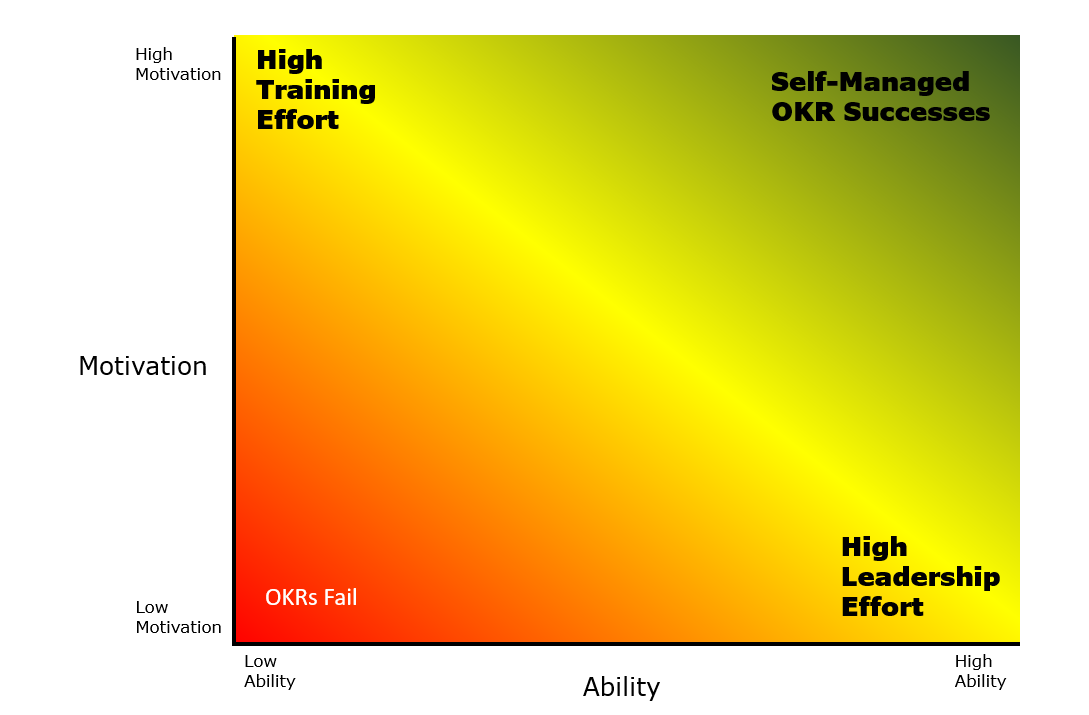 High
Motivation
High
Training
Effort
Self-Managed
OKR Successes
Motivation
High
Leadership
Effort
OKRs Fail
Low
Motivation
Low
Ability
Ability
High
Ability